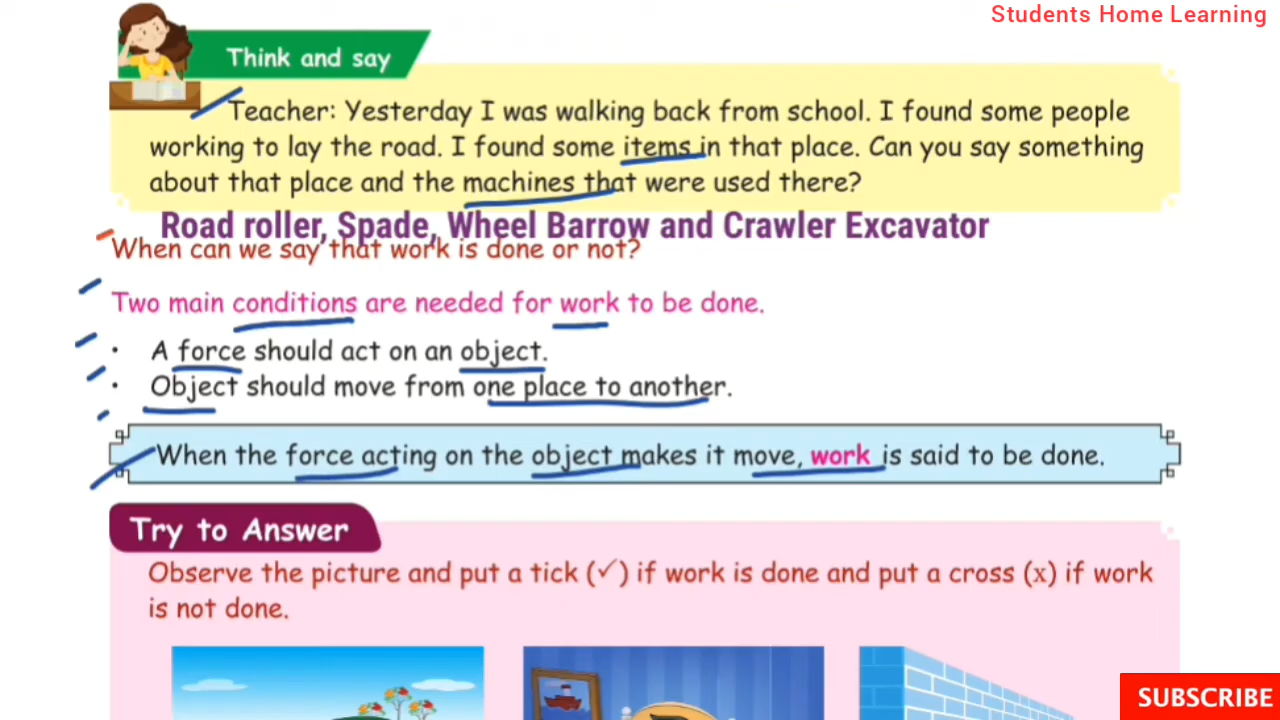 Students Home Learning
Think and say
Teacher: Yesterday I was walking back from school. I found some people
working to lay the road. I found some items in that place. Can you say something
about that place and the machines that were used there?
Road roller, Spade, Wheel Barrow and Crawler Excavator
When can we say that work is done or not?
Two main conditions are needed for work to be done.
• A force should act on an object.
• Object should move from one place to another.
When the force acting on the object makes it move, work is said to be done.
Try to Answer
Observe the picture and put a tick (✓) if work is done and put a cross (x) if work
is not done.
SUBSCRIBE